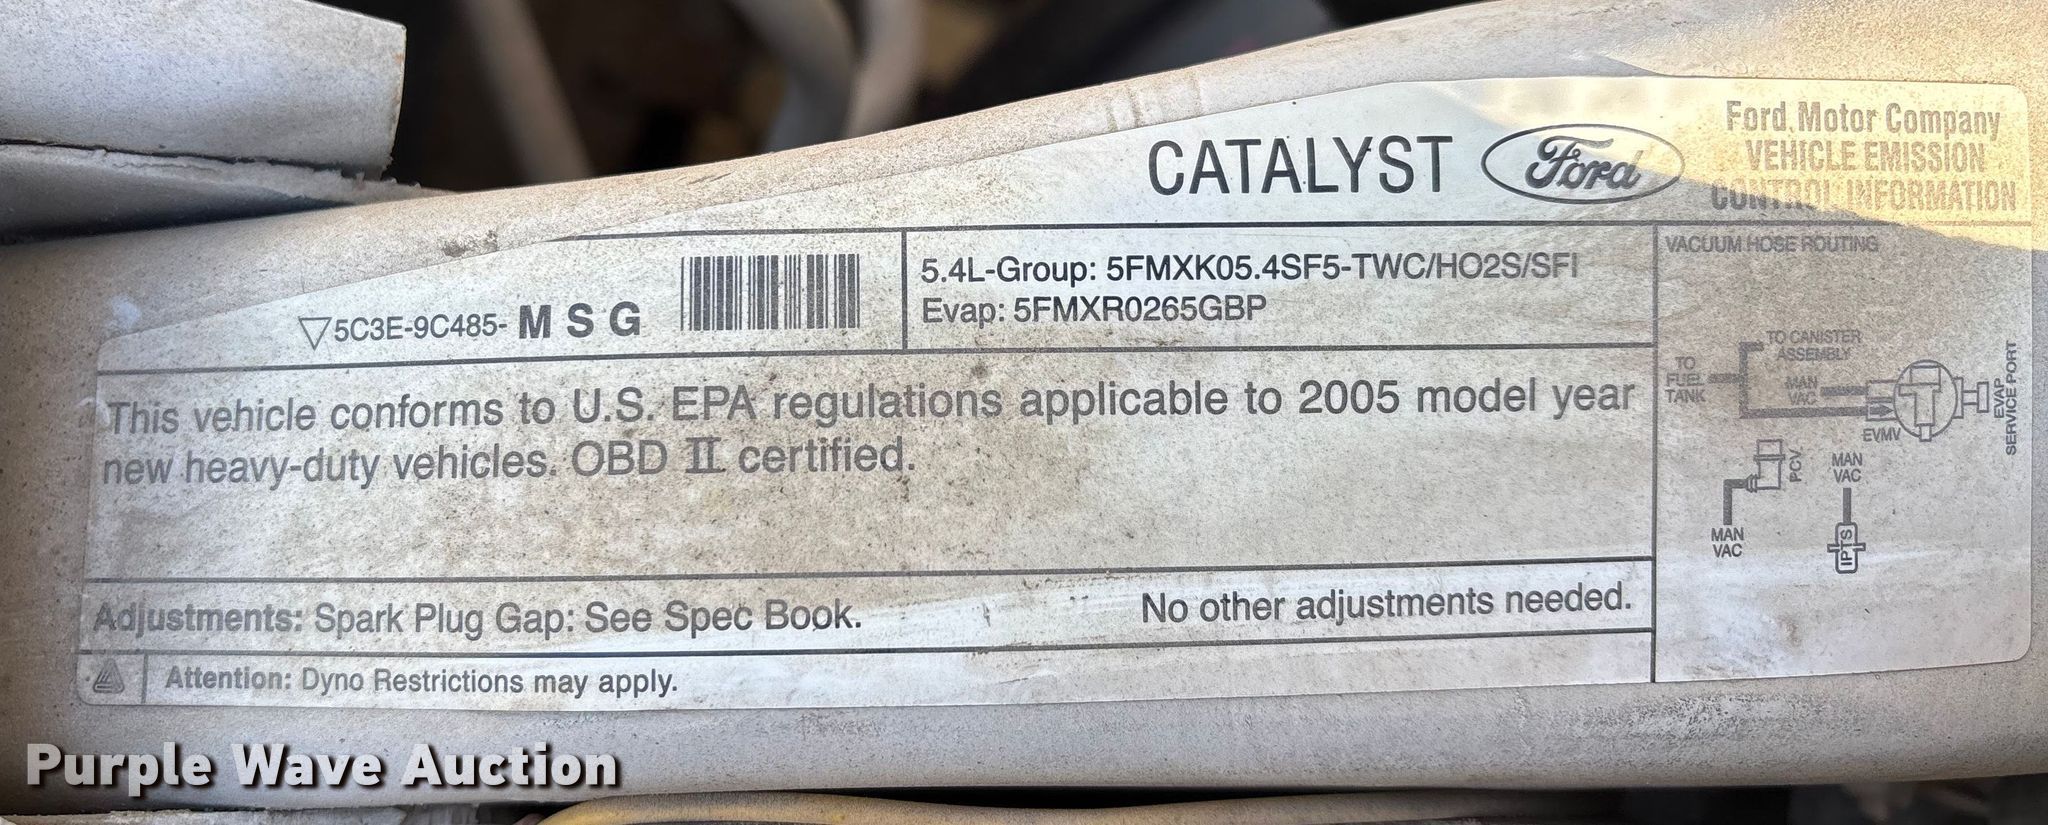 CATALYST
Ford
Ford Motor Company
VEHICLE EMISSION
CONTROL INFORMATION
5C3E-9C485- M S G
5.4L-Group: 5FMXK05.4SF5-TWC/HO2S/SFI
Evap: 5FMXR0265GBP
This vehicle conforms to U.S. EPA regulations applicable to 2005 model year
new heavy-duty vehicles. OBD II certified.
Adjustments: Spark Plug Gap: See Spec Book.
No other adjustments needed.
Attention: Dyno Restrictions may apply.
VACUUM HOSE ROUTING
TO CANISTER
ASSEMBLY
TO
FUEL
TANK
MAN
VAC
EVMV
EVAP
SERVICE PORT
PCV
MAN
VAC
MAN
VAC
IPTS
Purple Wave Auction